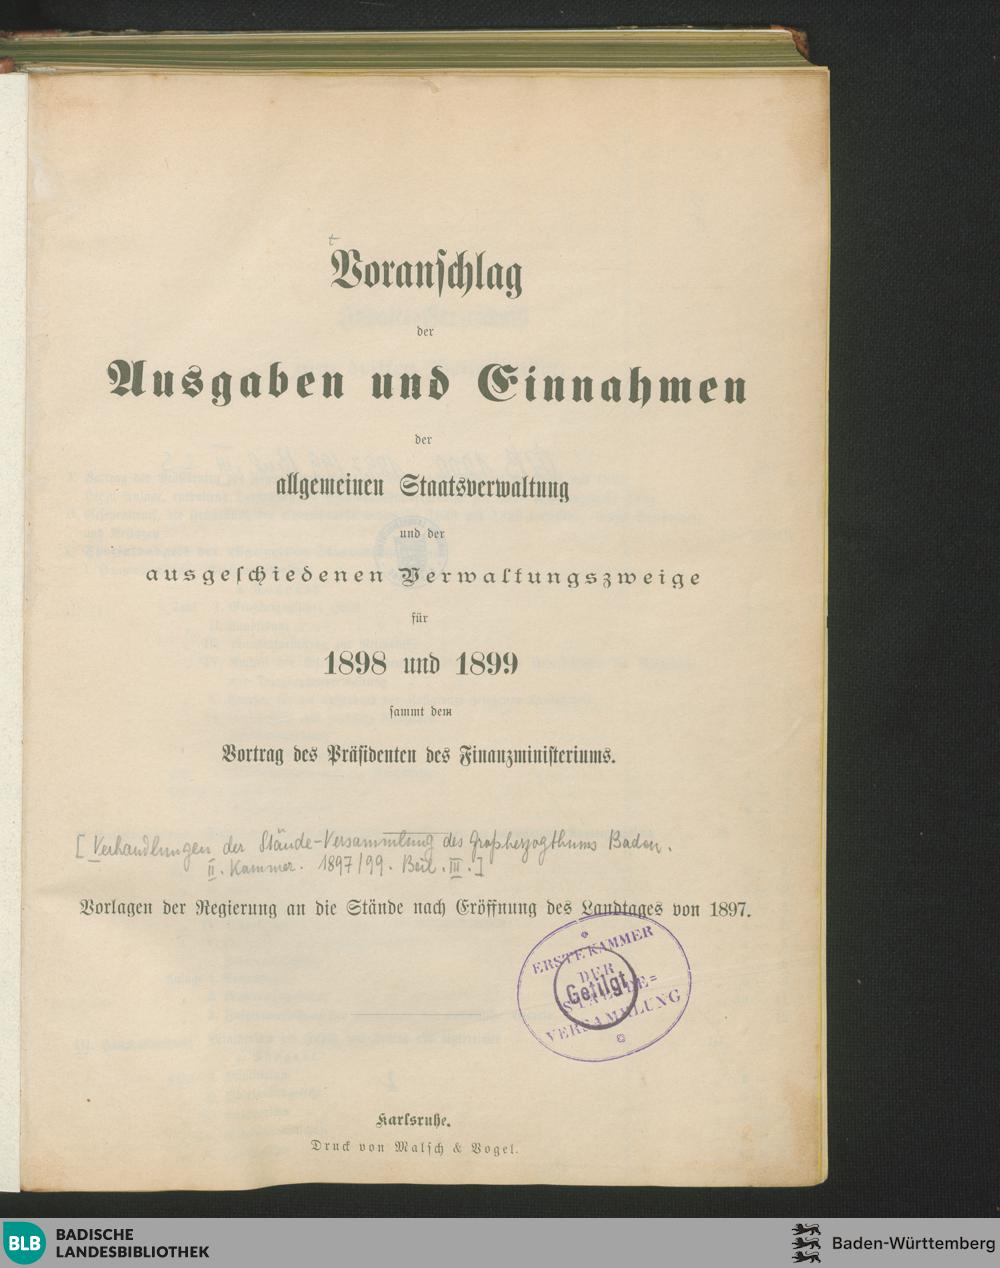 t
Voranschlag
der
Ausgaben und Einnahmen
der
allgemeinen Staatsverwaltung
und der
ausgeschiedenen Verwaltungszweige
für
1898 und 1899
sammt dem
Vortrag des Präsidenten des Finanzministeriums.
[Verhandlungen der Stände-Versammlung des Großherzogthums Baden.
II. Kammer. 1897/99. Beil. III.]
Vorlagen der Regierung an die Stände nach Eröffnung des Landtages von 1897.
ERSTE KAMMER
DER
STAENDE=
VERSAMMLUNG
Getilgt
Karlsruhe.
Druck von Malsch & Vogel.
BLB BADISCHE
LANDESBIBLIOTHEK
Baden-Württemberg